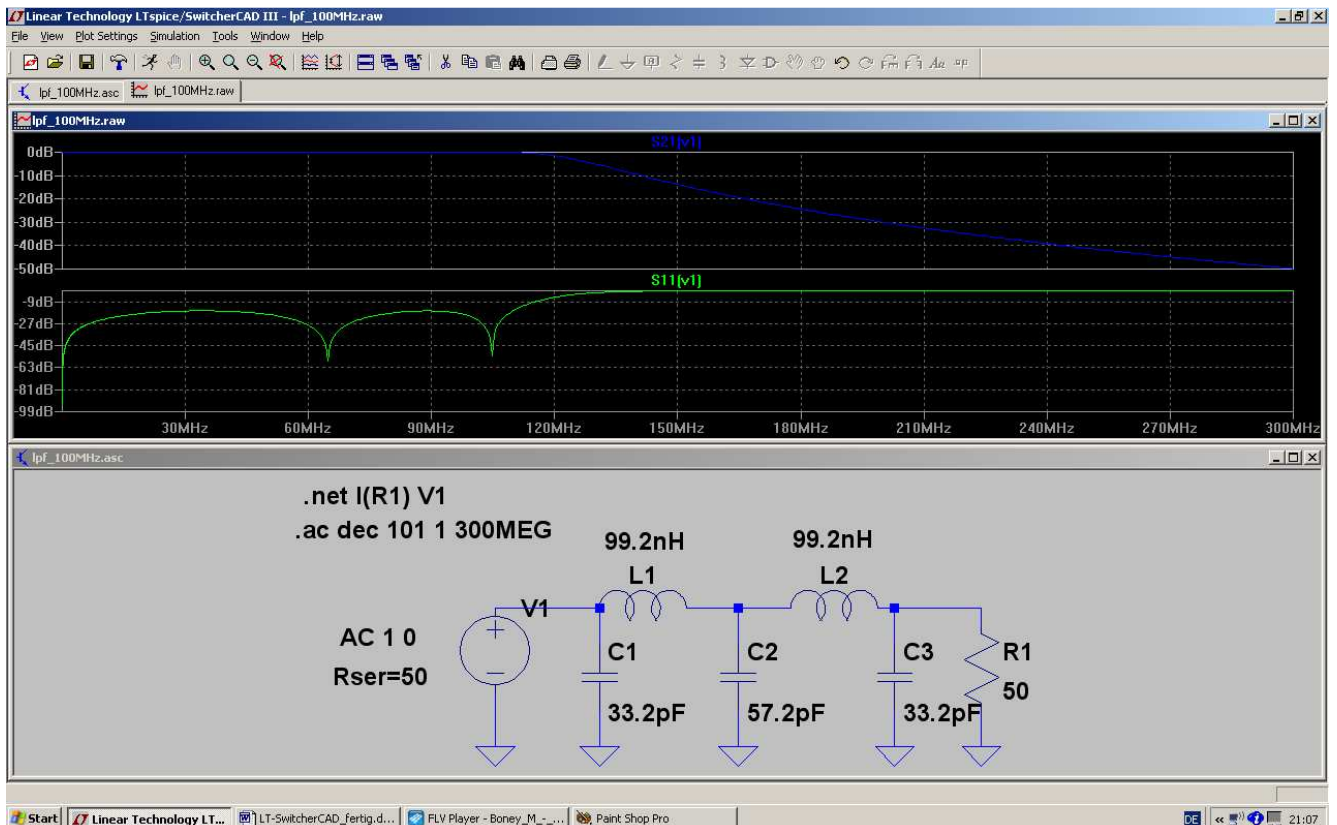 Linear Technology LTspice/SwitcherCAD III - lpf_100MHz.raw
File View Plot Settings Simulation Tools Window Help
lpf_100MHz.asc lpf_100MHz.raw
lpf_100MHz.raw
S21(v1)
0dB
-10dB
-20dB
-30dB
-40dB
-50dB
S11(v1)
-9dB
-27dB
-45dB
-63dB
-81dB
-99dB
30MHz 60MHz 90MHz 120MHz 150MHz 180MHz 210MHz 240MHz 270MHz 300MHz
lpf_100MHz.asc
.net I(R1) V1
.ac dec 101 1 300MEG
99.2nH 99.2nH
L1 L2
V1
AC 1 0
Rser=50
C1 C2 C3 R1
50
33.2pF 57.2pF 33.2pF
Start Linear Technology LT... LT-SwitcherCAD_fertig.d... FLV Player - Boney_M_-_... Paint Shop Pro DE 21:07